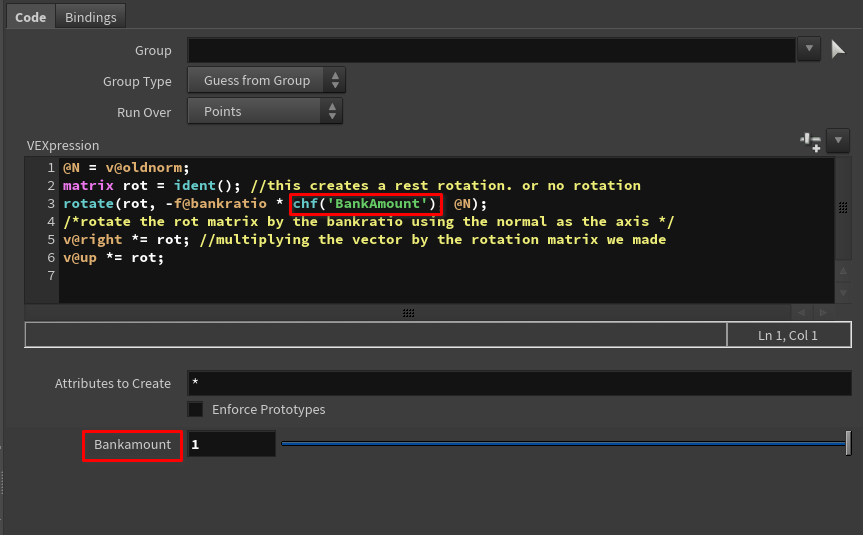 Code Bindings
Group
Group Type Guess from Group
Run Over Points
VEXpression
1 @N = v@oldnorm;
2 matrix rot = ident(); //this creates a rest rotation. or no rotation
3 rotate(rot, -f@bankratio * chf('BankAmount') @N);
4 /*rotate the rot matrix by the bankratio using the normal as the axis */
5 v@right *= rot; //multiplying the vector by the rotation matrix we made
6 v@up *= rot;
7
Ln 1, Col 1
Attributes to Create *
Enforce Prototypes
Bankamount 1